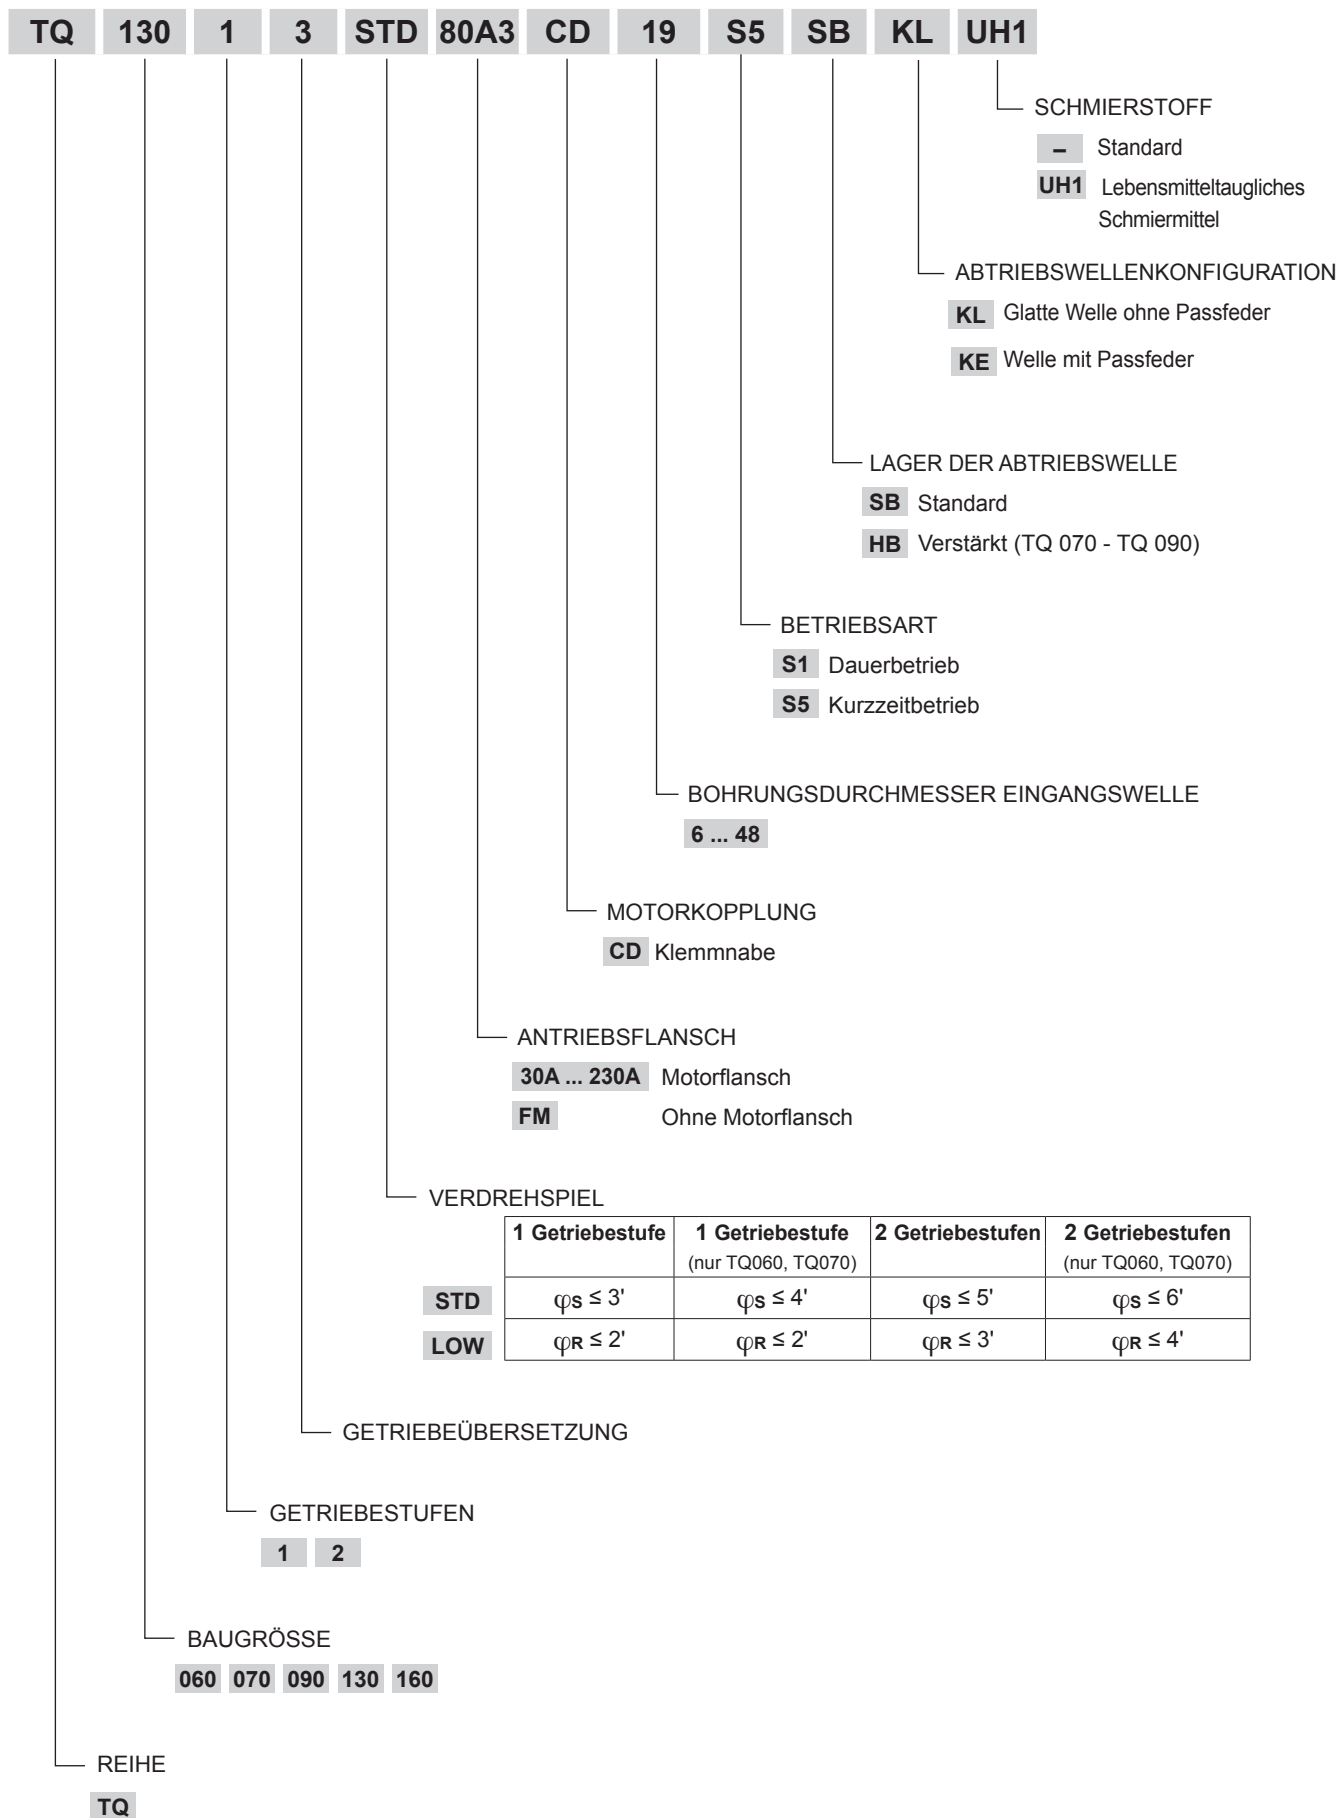 TQ 130 1 3 STD 80A3 CD 19 S5 SB KL UH1
SCHMIERSTOFF
– Standard
UH1 Lebensmitteltaugliches
Schmiermittel
ABTRIEBSWELLENKONFIGURATION
KL Glatte Welle ohne Passfeder
KE Welle mit Passfeder
LAGER DER ABTRIEBSWELLE
SB Standard
HB Verstärkt (TQ 070 - TQ 090)
BETRIEBSART
S1 Dauerbetrieb
S5 Kurzzeitbetrieb
BOHRUNGSDURCHMESSER EINGANGSWELLE
6 ... 48
MOTORKOPPLUNG
CD Klemmnabe
ANTRIEBSFLANSCH
30A ... 230A Motorflansch
FM Ohne Motorflansch
VERDREHSPIEL
1 Getriebestufe 1 Getriebestufe 2 Getriebestufen 2 Getriebestufen
(nur TQ060, TQ070) (nur TQ060, TQ070)
STD φS ≤ 3' φS ≤ 4' φS ≤ 5' φS ≤ 6'
LOW φR ≤ 2' φR ≤ 2' φR ≤ 3' φR ≤ 4'
GETRIEBEÜBERSETZUNG
GETRIEBESTUFEN
1 2
BAUGRÖSSE
060 070 090 130 160
REIHE
TQ